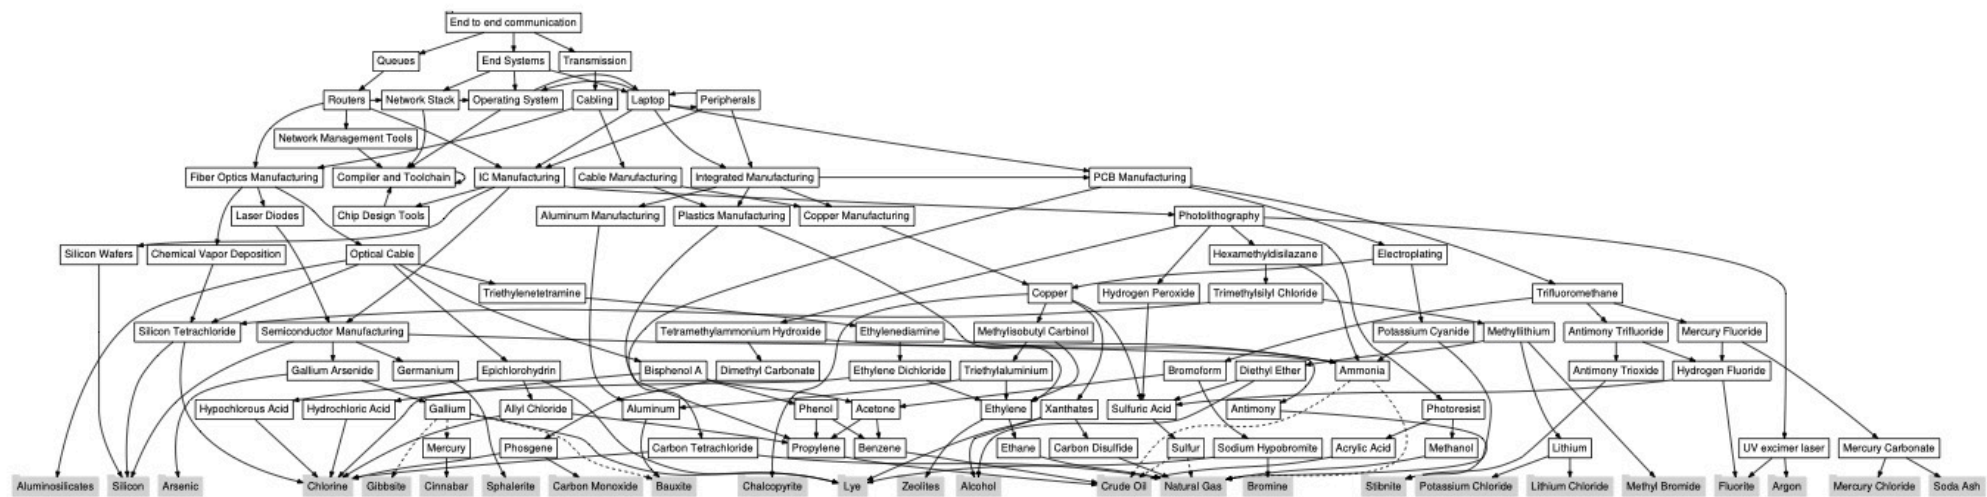 End to end communication
Queues
End Systems
Transmission
Routers
Network Stack
Operating System
Cabling
Laptop
Peripherals
Network Management Tools
Fiber Optics Manufacturing
Compiler and Toolchain
IC Manufacturing
Cable Manufacturing
Integrated Manufacturing
PCB Manufacturing
Laser Diodes
Chip Design Tools
Aluminum Manufacturing
Plastics Manufacturing
Copper Manufacturing
Photolithography
Silicon Wafers
Chemical Vapor Deposition
Optical Cable
Hexamethyldisilazane
Electroplating
Triethylenetetramine
Copper
Hydrogen Peroxide
Trimethylsilyl Chloride
Trifluoromethane
Silicon Tetrachloride
Semiconductor Manufacturing
Tetramethylammonium Hydroxide
Ethylenediamine
Methylisobutyl Carbinol
Potassium Cyanide
Methyllithium
Antimony Trifluoride
Mercury Fluoride
Gallium Arsenide
Germanium
Epichlorohydrin
Bisphenol A
Dimethyl Carbonate
Ethylene Dichloride
Triethylaluminium
Bromoform
Diethyl Ether
Ammonia
Antimony Trioxide
Hydrogen Fluoride
Hypochlorous Acid
Hydrochloric Acid
Gallium
Allyl Chloride
Aluminum
Phenol
Acetone
Ethylene
Xanthates
Sulfuric Acid
Antimony
Photoresist
Mercury
Phosgene
Carbon Tetrachloride
Propylene
Benzene
Ethane
Carbon Disulfide
Sulfur
Sodium Hypobromite
Acrylic Acid
Methanol
Lithium
UV excimer laser
Mercury Carbonate
Aluminosilicates
Silicon
Arsenic
Chlorine
Gibbsite
Cinnabar
Sphalerite
Carbon Monoxide
Bauxite
Chalcopyrite
Lye
Zeolites
Alcohol
Crude Oil
Natural Gas
Bromine
Stibnite
Potassium Chloride
Lithium Chloride
Methyl Bromide
Fluorite
Argon
Mercury Chloride
Soda Ash